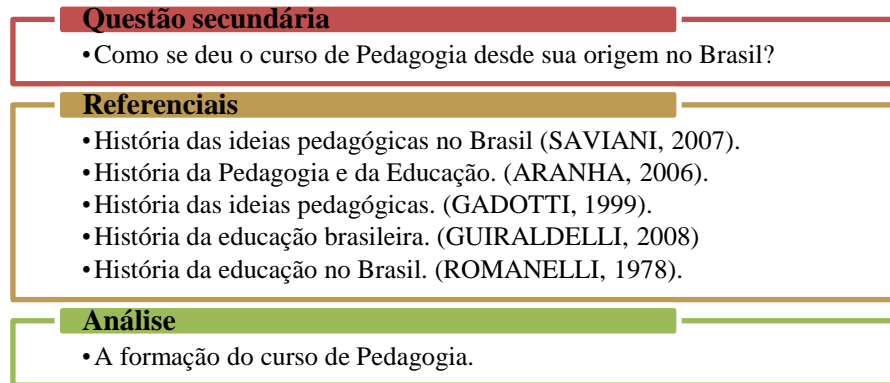 Questão secundária
•Como se deu o curso de Pedagogia desde sua origem no Brasil?
Referenciais
•História das ideias pedagógicas no Brasil (SAVIANI, 2007).
•História da Pedagogia e da Educação. (ARANHA, 2006).
•História das ideias pedagógicas. (GADOTTI, 1999).
•História da educação brasileira. (GUIRALDELLI, 2008)
•História da educação no Brasil. (ROMANELLI, 1978).
Análise
•A formação do curso de Pedagogia.